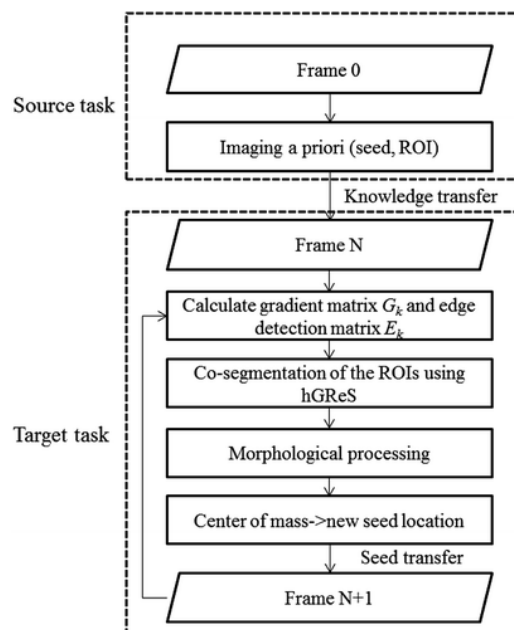 Frame 0
Source task
Imaging a priori (seed, ROI)
Knowledge transfer
Frame N
Calculate gradient matrix Gk and edge
detection matrix Ek
Co-segmentation of the ROIs using
hGReS
Target task
Morphological processing
Center of mass->new seed location
Seed transfer
Frame N+1